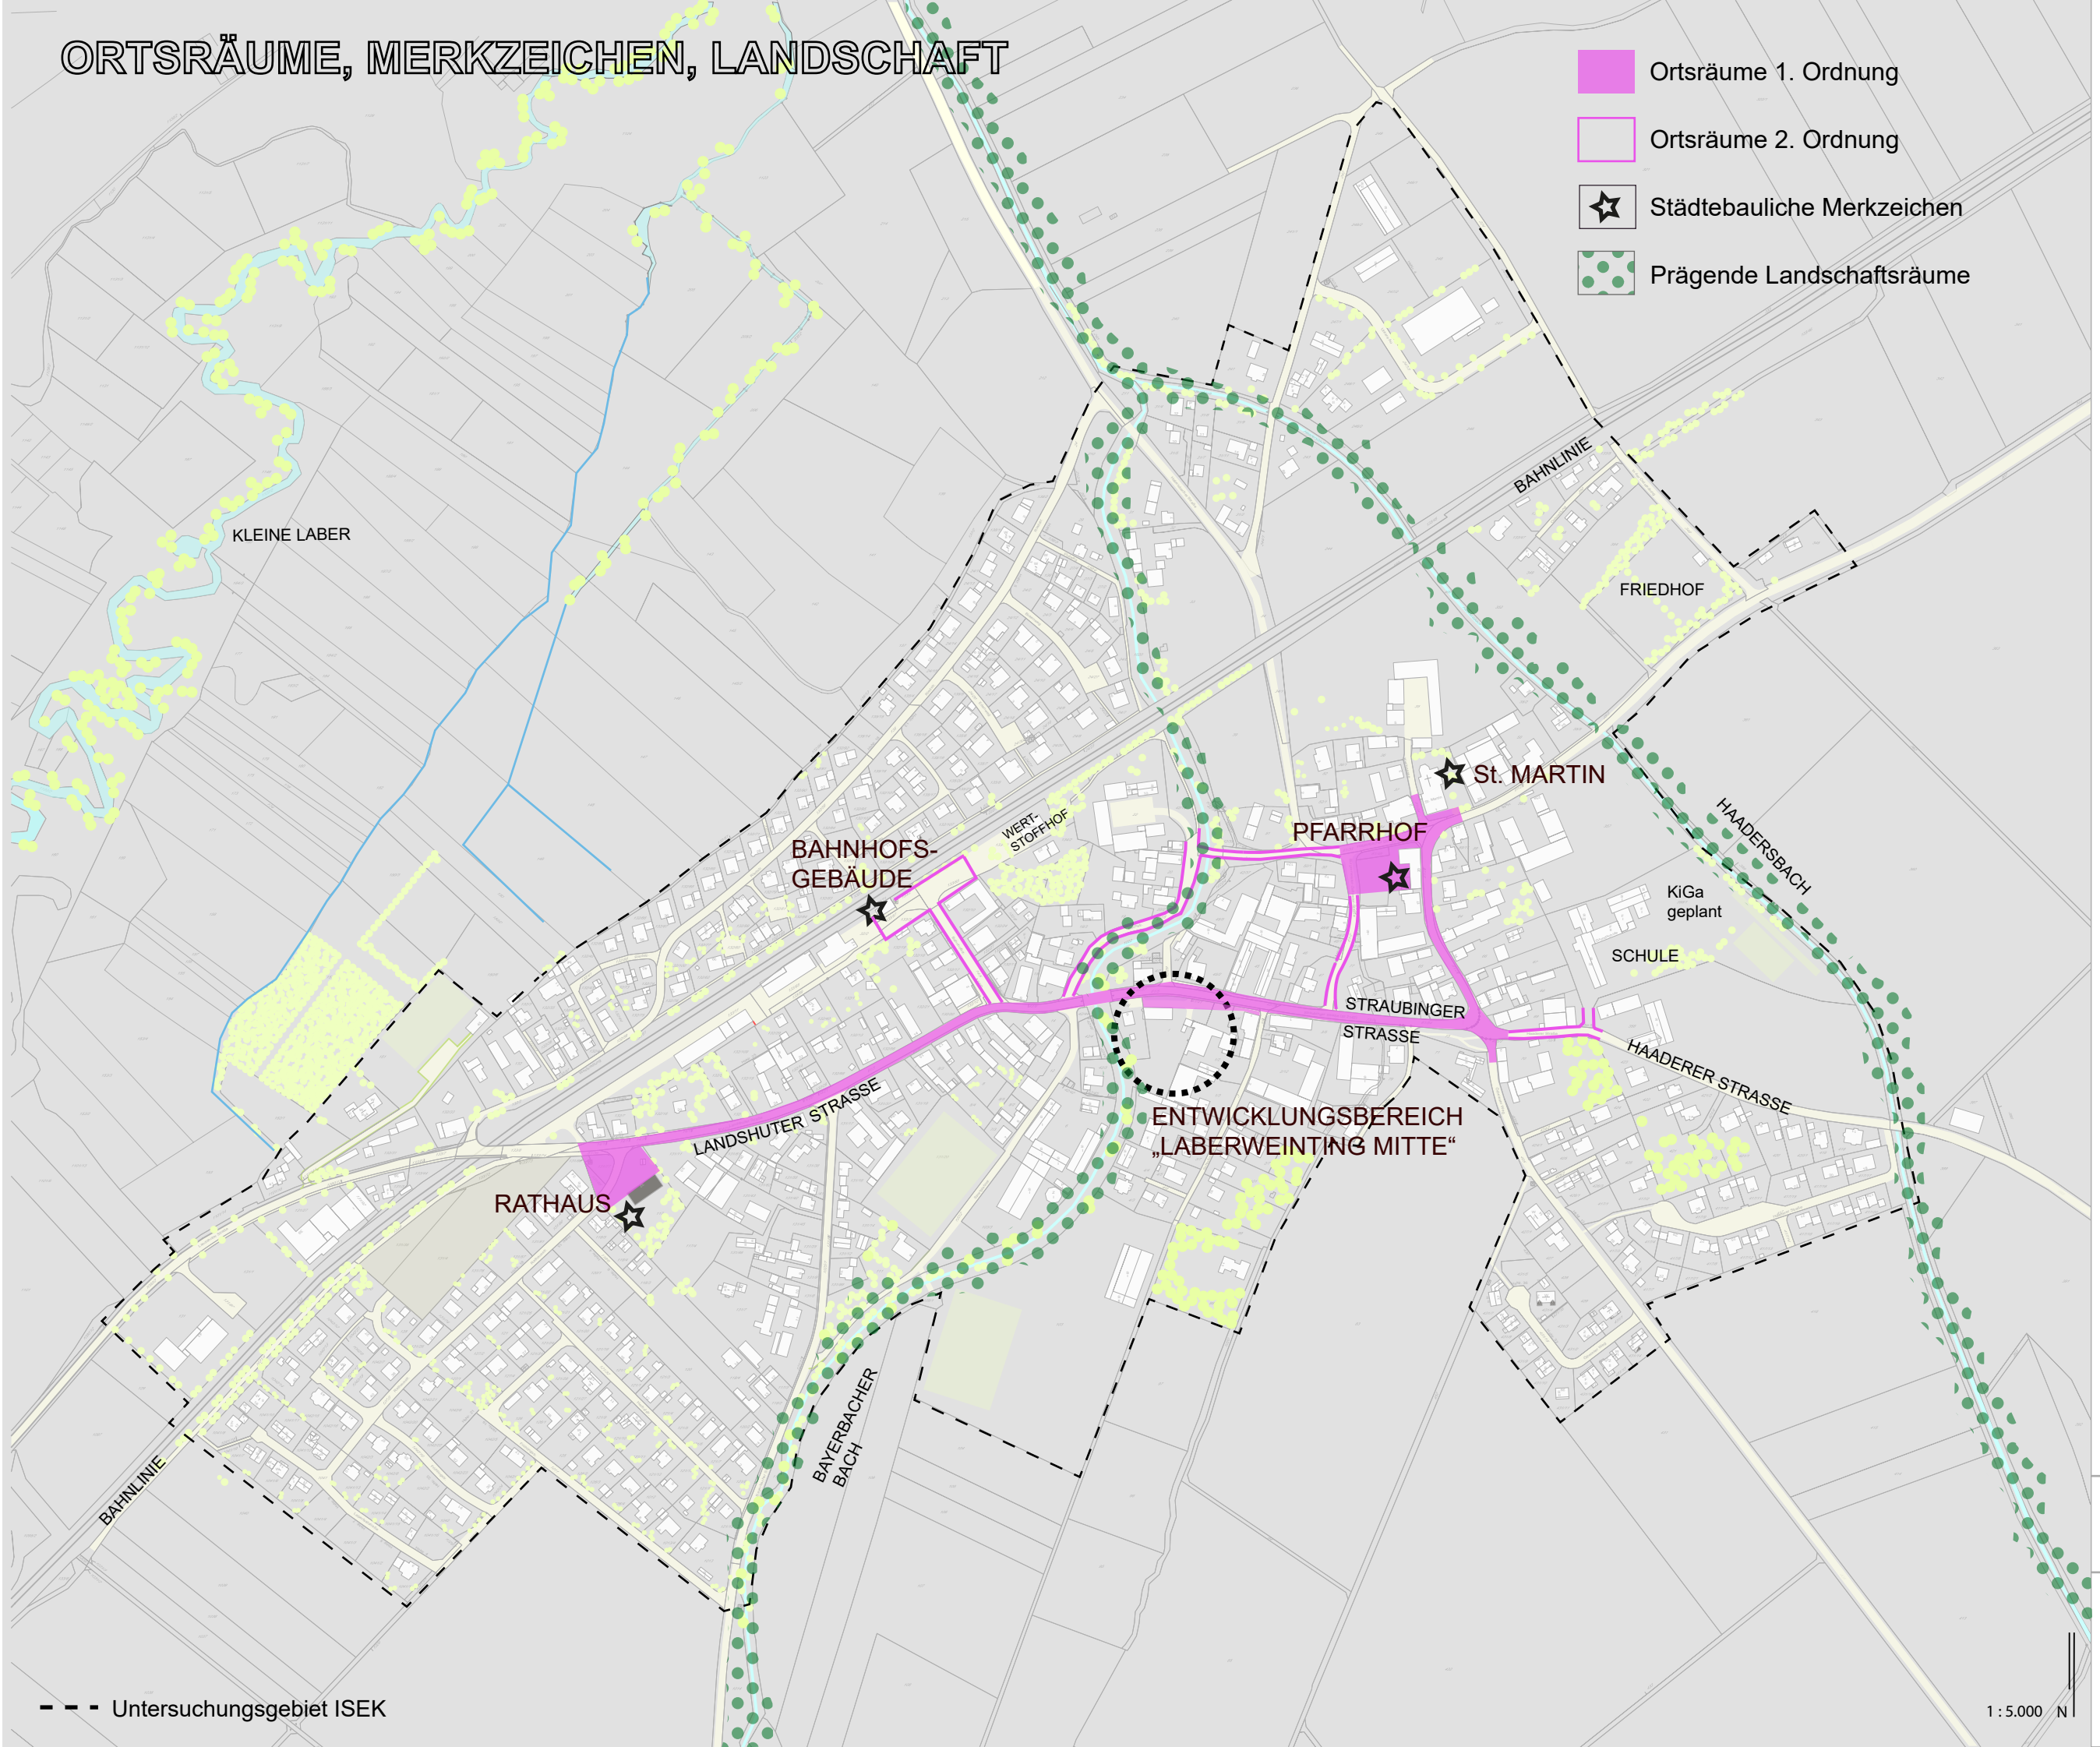 ORTSRÄUME, MERKZEICHEN, LANDSCHAFT
Ortsräume 1. Ordnung
Ortsräume 2. Ordnung
Städtebauliche Merkzeichen
Prägende Landschaftsräume
BAHNLINIE
KLEINE LABER
FRIEDHOF
St. MARTIN
WERT-
STOFFHOF
PFARRHOF
BAHNHOFS-
GEBÄUDE
HAADERSBACH
KiGa
geplant
SCHULE
STRAUBINGER
STRASSE
HAADERER STRASSE
LANDSHUTER STRASSE
ENTWICKLUNGSBEREICH
„LABERWEINTING MITTE“
RATHAUS
BAYERBACHER
BACH
BAHNLINIE
Untersuchungsgebiet ISEK
1 : 5.000 N